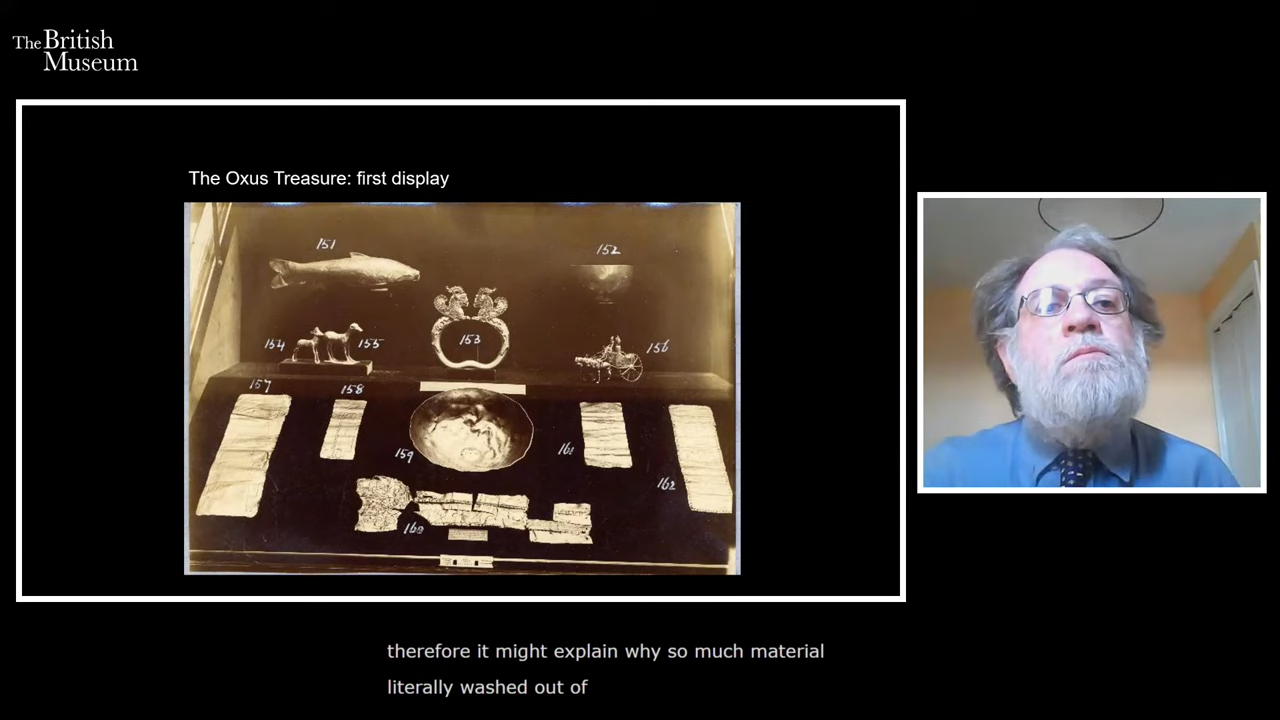 The British
Museum
The Oxus Treasure: first display
151
152
153
154
155
156
157
158
159
161
162
160
therefore it might explain why so much material
literally washed out of